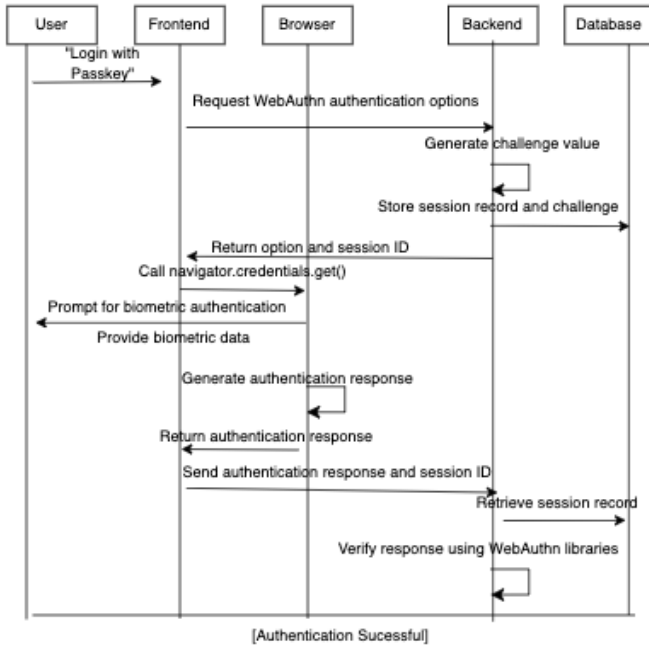 User
Frontend
Browser
Backend
Database
"Login with
Passkey"
Request WebAuthn authentication options
Generate challenge value
Store session record and challenge
Return option and session ID
Call navigator.credentials.get()
Prompt for biometric authentication
Provide biometric data
Generate authentication response
Return authentication response
Send authentication response and session ID
Retrieve session record
Verify response using WebAuthn libraries
[Authentication Sucessful]